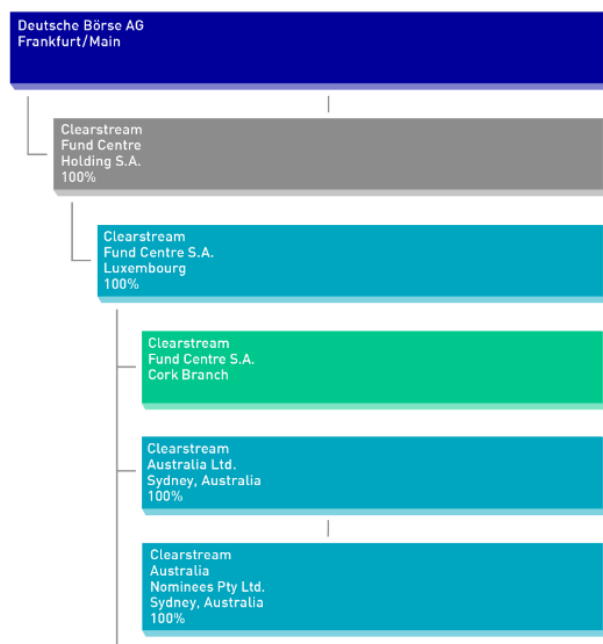 Deutsche Börse AG
Frankfurt/Main
Clearstream
Fund Centre
Holding S.A.
100%
Clearstream
Fund Centre S.A.
Luxembourg
100%
Clearstream
Fund Centre S.A.
Cork Branch
Clearstream
Australia Ltd.
Sydney, Australia
100%
Clearstream
Australia
Nominees Pty Ltd.
Sydney, Australia
100%